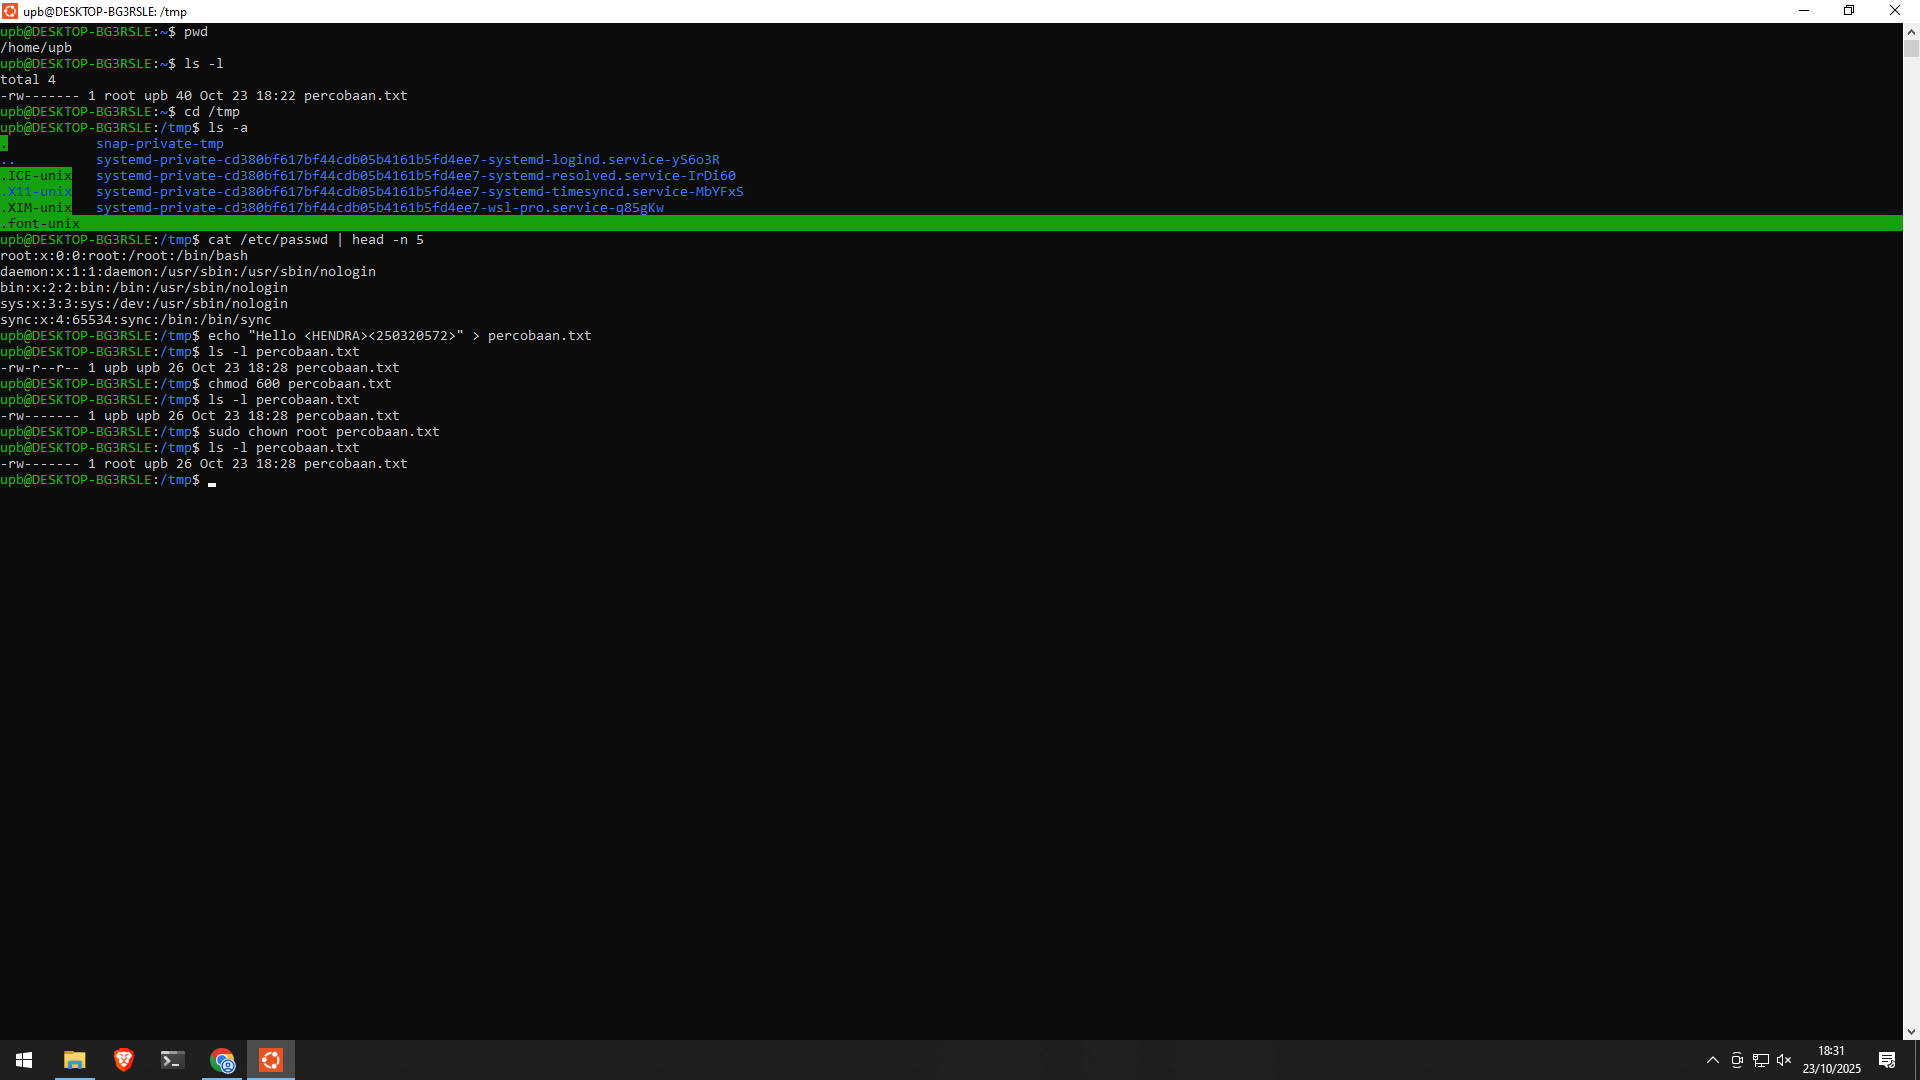 upb@DESKTOP-BG3RSLE: /tmp
upb@DESKTOP-BG3RSLE:~$ pwd
/home/upb
upb@DESKTOP-BG3RSLE:~$ ls -l
total 4
-rw------- 1 root upb 40 Oct 23 18:22 percobaan.txt
upb@DESKTOP-BG3RSLE:~$ cd /tmp
upb@DESKTOP-BG3RSLE:/tmp$ ls -a
. snap-private-tmp
.. systemd-private-cd380bf617bf44cdb05b4161b5fd4ee7-systemd-logind.service-yS6o3R
.ICE-unix systemd-private-cd380bf617bf44cdb05b4161b5fd4ee7-systemd-resolved.service-IrDi60
.X11-unix systemd-private-cd380bf617bf44cdb05b4161b5fd4ee7-systemd-timesyncd.service-MbYFxS
.XIM-unix systemd-private-cd380bf617bf44cdb05b4161b5fd4ee7-wsl-pro.service-q85gKw
.font-unix
upb@DESKTOP-BG3RSLE:/tmp$ cat /etc/passwd | head -n 5
root:x:0:0:root:/root:/bin/bash
daemon:x:1:1:daemon:/usr/sbin:/usr/sbin/nologin
bin:x:2:2:bin:/bin:/usr/sbin/nologin
sys:x:3:3:sys:/dev:/usr/sbin/nologin
sync:x:4:65534:sync:/bin:/bin/sync
upb@DESKTOP-BG3RSLE:/tmp$ echo "Hello <HENDRA><250320572>" > percobaan.txt
upb@DESKTOP-BG3RSLE:/tmp$ ls -l percobaan.txt
-rw-r--r-- 1 upb upb 26 Oct 23 18:28 percobaan.txt
upb@DESKTOP-BG3RSLE:/tmp$ chmod 600 percobaan.txt
upb@DESKTOP-BG3RSLE:/tmp$ ls -l percobaan.txt
-rw------- 1 upb upb 26 Oct 23 18:28 percobaan.txt
upb@DESKTOP-BG3RSLE:/tmp$ sudo chown root percobaan.txt
upb@DESKTOP-BG3RSLE:/tmp$ ls -l percobaan.txt
-rw------- 1 root upb 26 Oct 23 18:28 percobaan.txt
upb@DESKTOP-BG3RSLE:/tmp$
18:31
23/10/2025